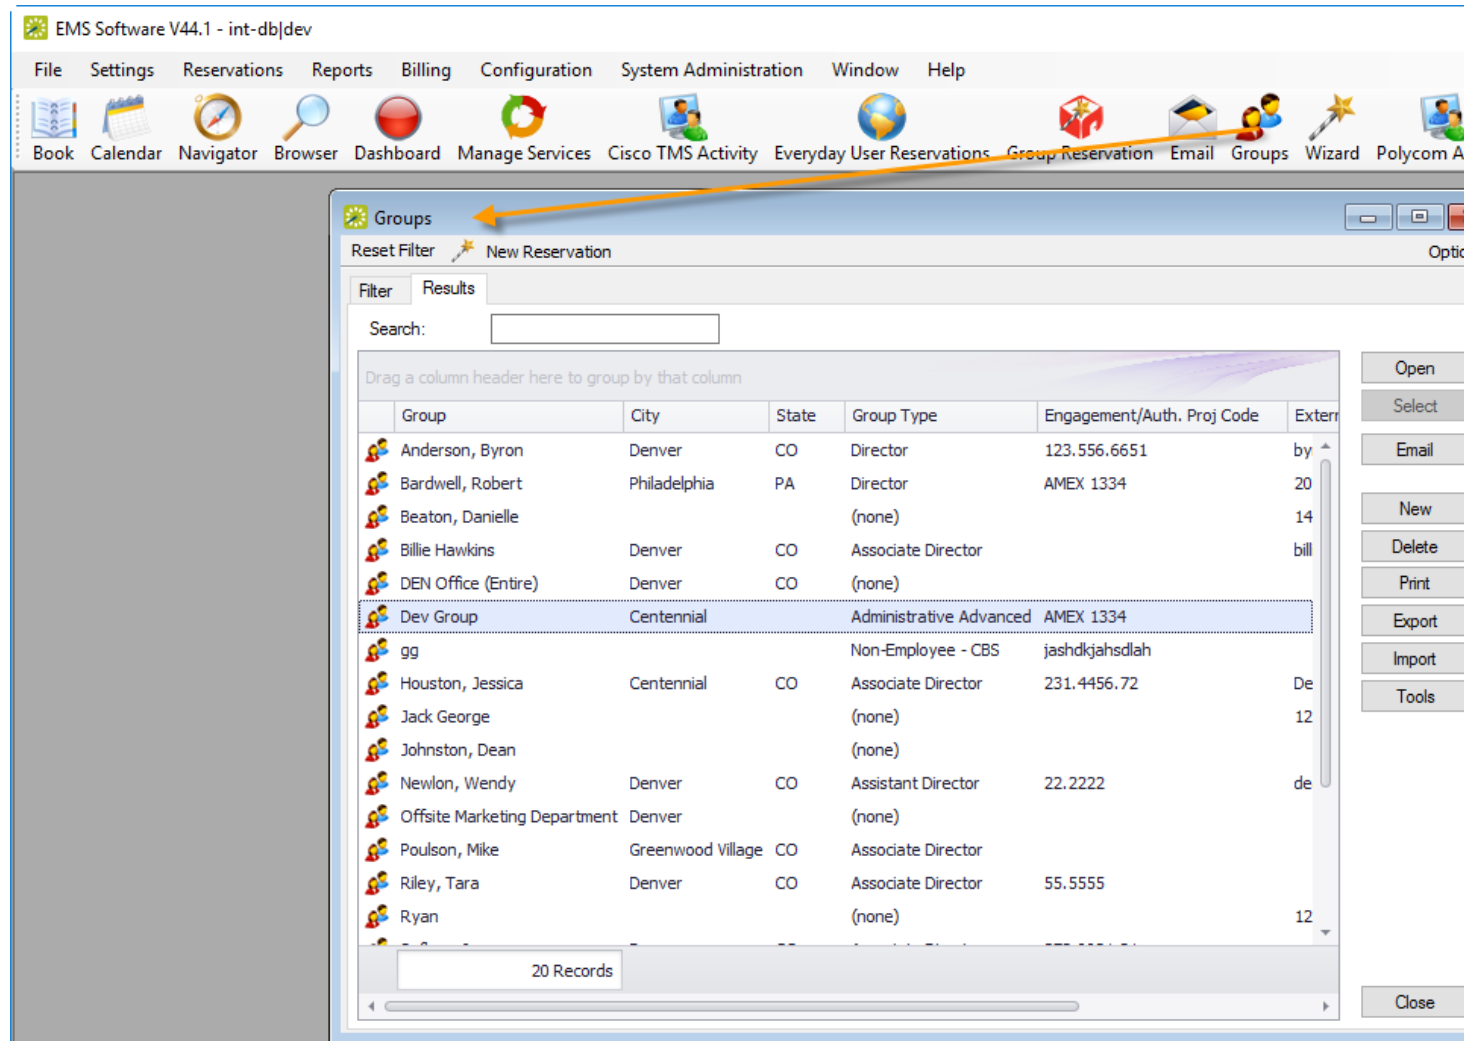 EMS Software V44.1 - int-db|dev
File Settings Reservations Reports Billing Configuration System Administration Window Help
Book Calendar Navigator Browser Dashboard Manage Services Cisco TMS Activity Everyday User Reservations Group Reservation Email Groups Wizard Polycom A
Groups
Reset Filter New Reservation Optio
Filter Results
Search:
Drag a column header here to group by that column
Open
Group City State Group Type Engagement/Auth. Proj Code Extern
Select
Anderson, Byron Denver CO Director 123.556.6651 by
Email
Bardwell, Robert Philadelphia PA Director AMEX 1334 20
Beaton, Danielle (none) 14
New
Billie Hawkins Denver CO Associate Director bill
Delete
DEN Office (Entire) Denver CO (none)
Print
Dev Group Centennial Administrative Advanced AMEX 1334
Export
gg Non-Employee - CBS jashdkjahsdlah
Import
Houston, Jessica Centennial CO Associate Director 231.4456.72 De
Tools
Jack George (none) 12
Johnston, Dean (none)
Newlon, Wendy Denver CO Assistant Director 22.2222 de
Offsite Marketing Department Denver (none)
Poulson, Mike Greenwood Village CO Associate Director
Riley, Tara Denver CO Associate Director 55.5555
Ryan (none) 12
20 Records
Close